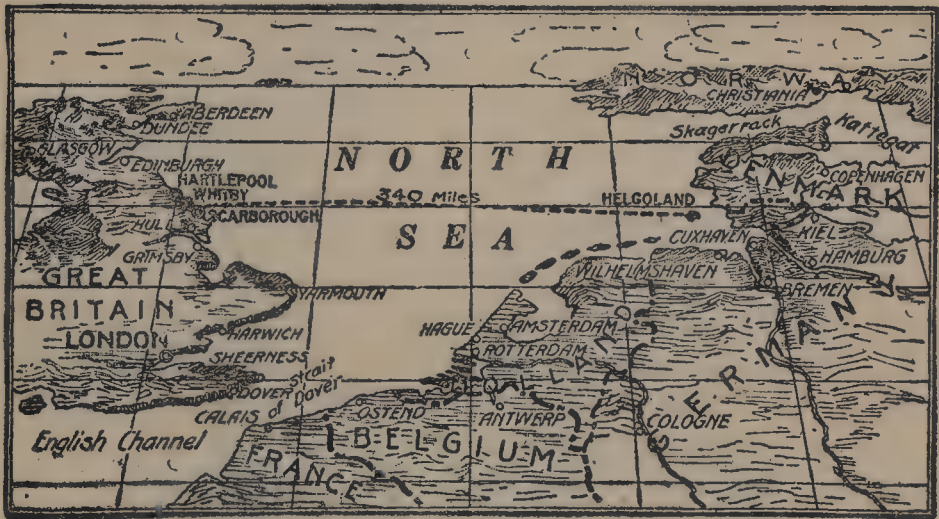 NORWA
CHRISTIANIA
ABERDEEN
DUNDEE
Skagerrack
Kattegat
GLASGOW
EDINBURGH
NORTH
COPENHAGEN
HARTLEPOOL
WHITBY
340 Miles
HELGOLAND
DENMARK
SCARBOROUGH
HULL
SEA
CUXHAVEN
KIEL
GRIMSBY
WILHELMSHAVEN
HAMBURG
GREAT
BRITAIN
YARMOUTH
BREMEN
LONDON
HARWICH
HAGUE
AMSTERDAM
ROTTERDAM
HOLLAND
GERMANY
SHEERNESS
DOVER
Strait
of Dover
CALAIS
OSTEND
ANTWERP
COLOGNE
English Channel
BELGIUM
FRANCE